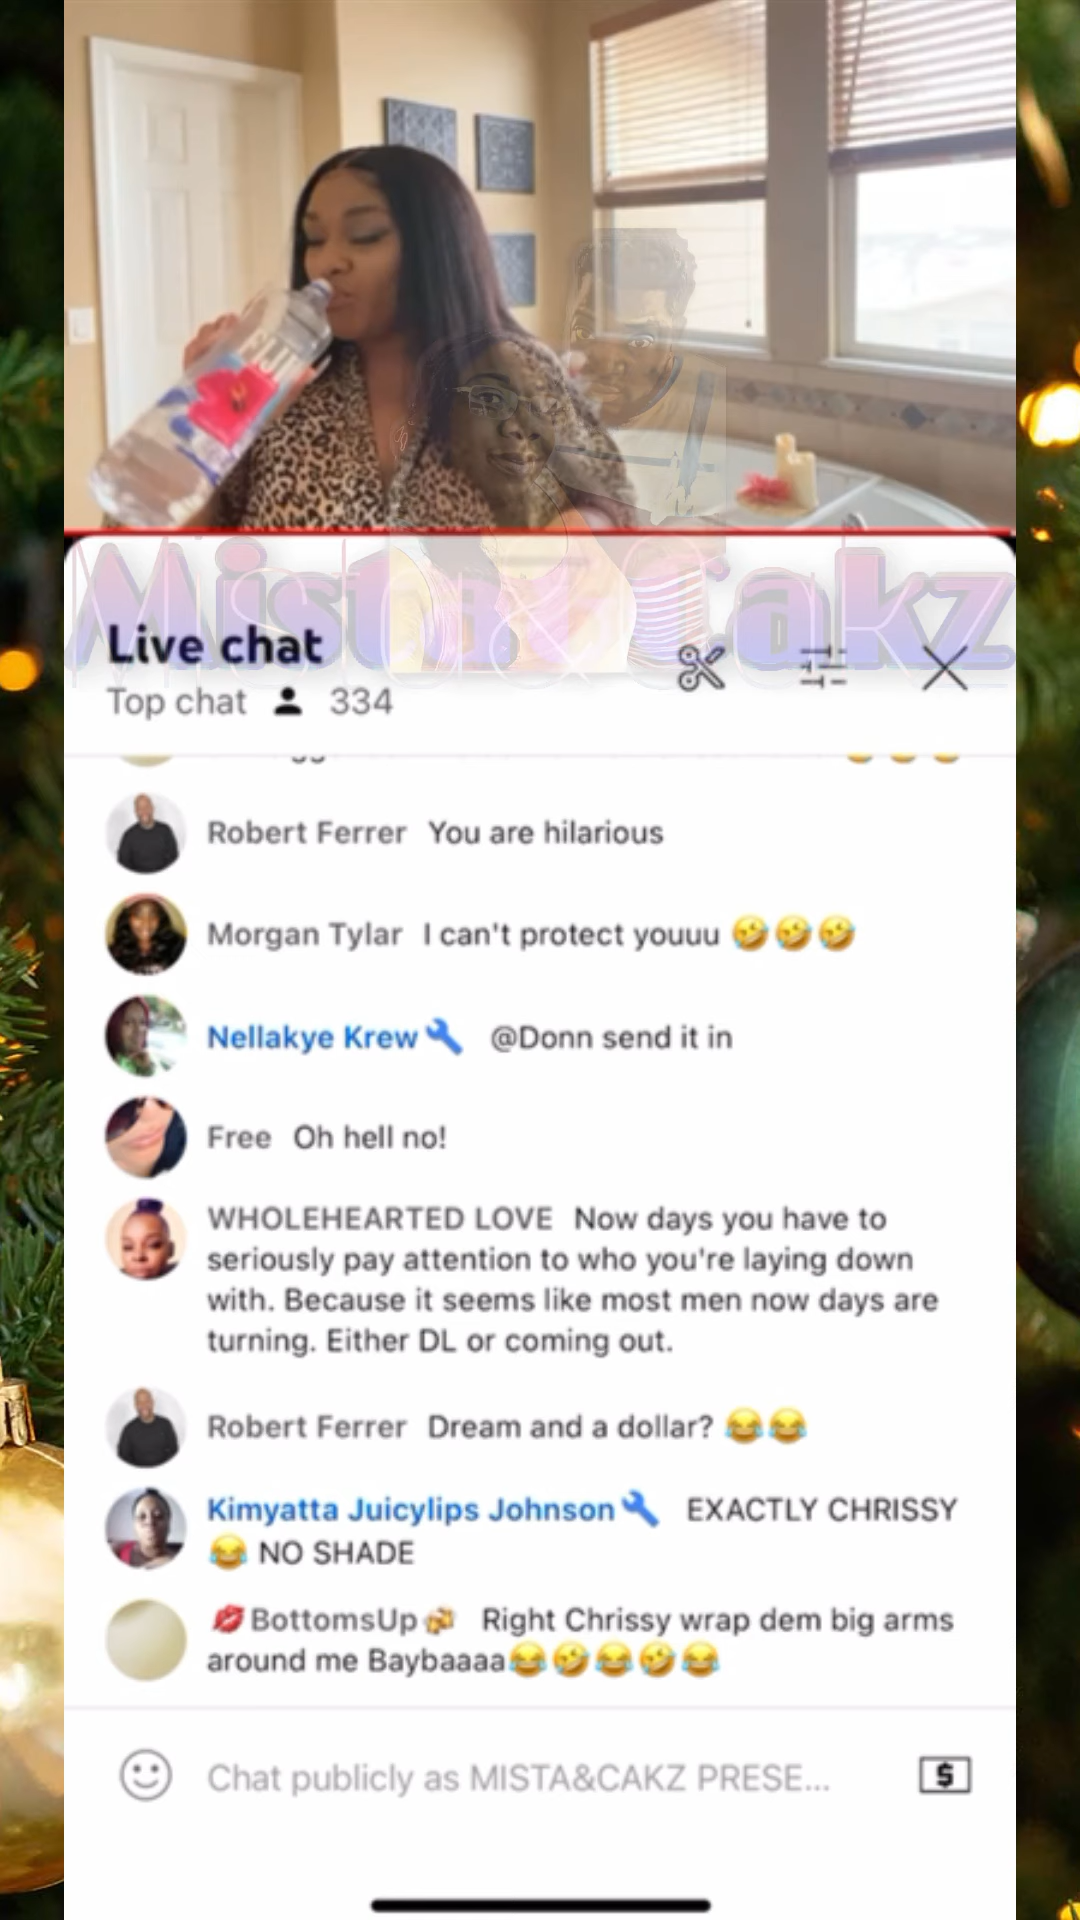 FIJI
Mista&Cakz
Live chat
Top chat 334
Robert Ferrer You are hilarious
Morgan Tylar I can't protect youuu 🤣🤣🤣
Nellakye Krew🔧 @Donn send it in
Free Oh hell no!
WHOLEHEARTED LOVE Now days you have to
seriously pay attention to who you're laying down
with. Because it seems like most men now days are
turning. Either DL or coming out.
Robert Ferrer Dream and a dollar? 😂😂
Kimyatta Juicylips Johnson🔧 EXACTLY CHRISSY
😂 NO SHADE
💋BottomsUp🍻 Right Chrissy wrap dem big arms
around me Baybaaaa😂🤣😂🤣😂
Chat publicly as MISTA&CAKZ PRESE...
$